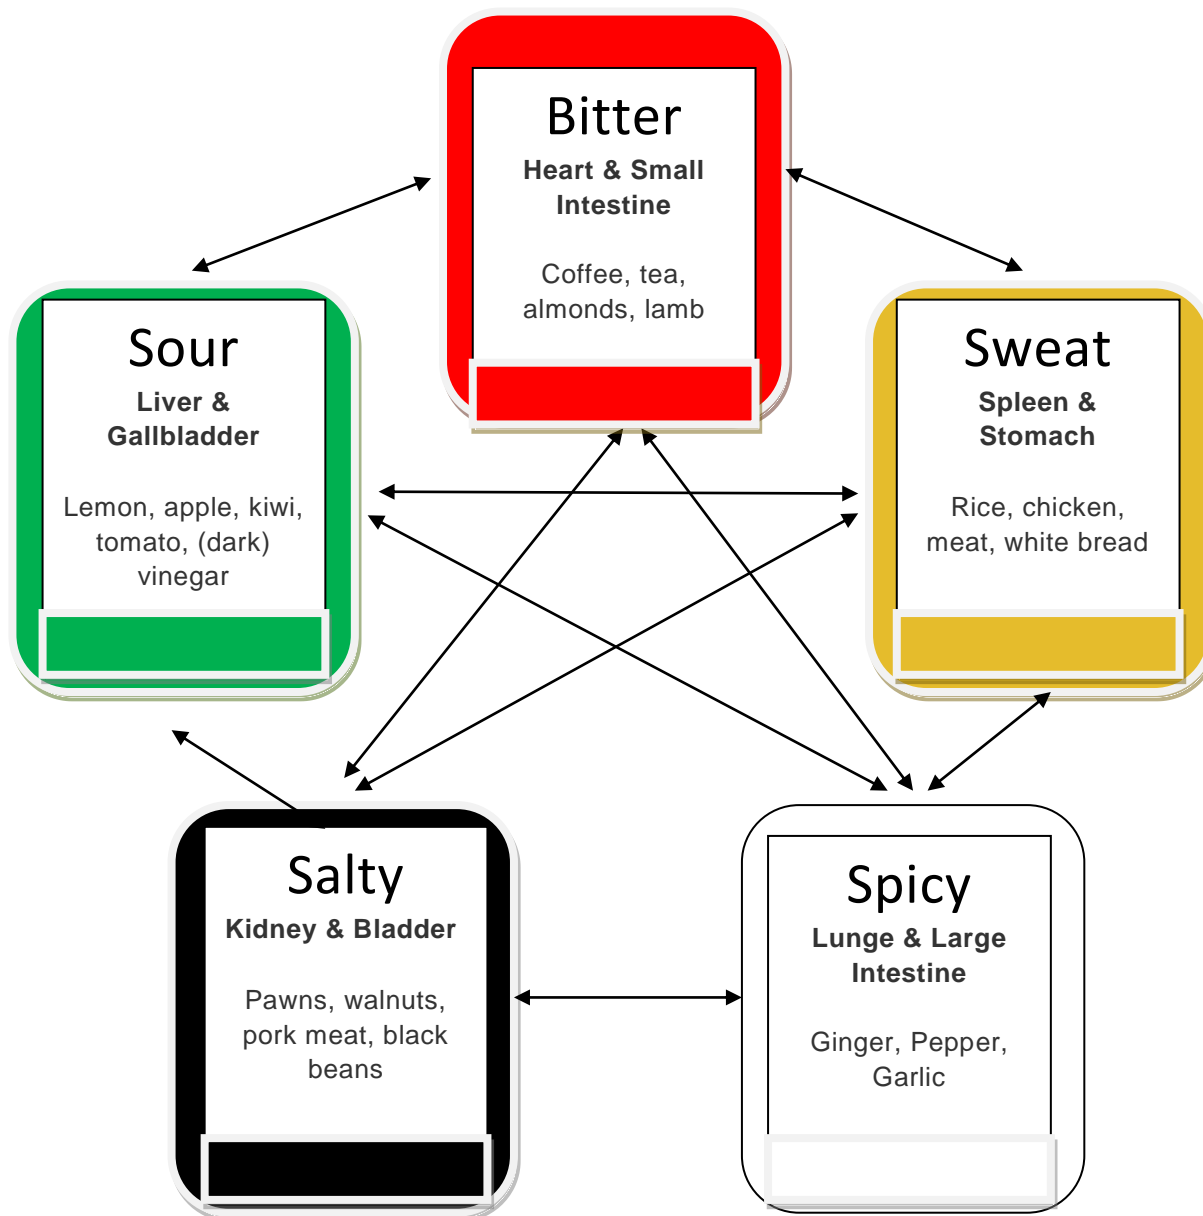 Bitter
Heart & Small
Intestine
Coffee, tea,
almonds, lamb
Sour
Liver &
Gallbladder
Lemon, apple, kiwi,
tomato, (dark)
vinegar
Sweat
Spleen &
Stomach
Rice, chicken,
meat, white bread
Salty
Kidney & Bladder
Pawns, walnuts,
pork meat, black
beans
Spicy
Lunge & Large
Intestine
Ginger, Pepper,
Garlic